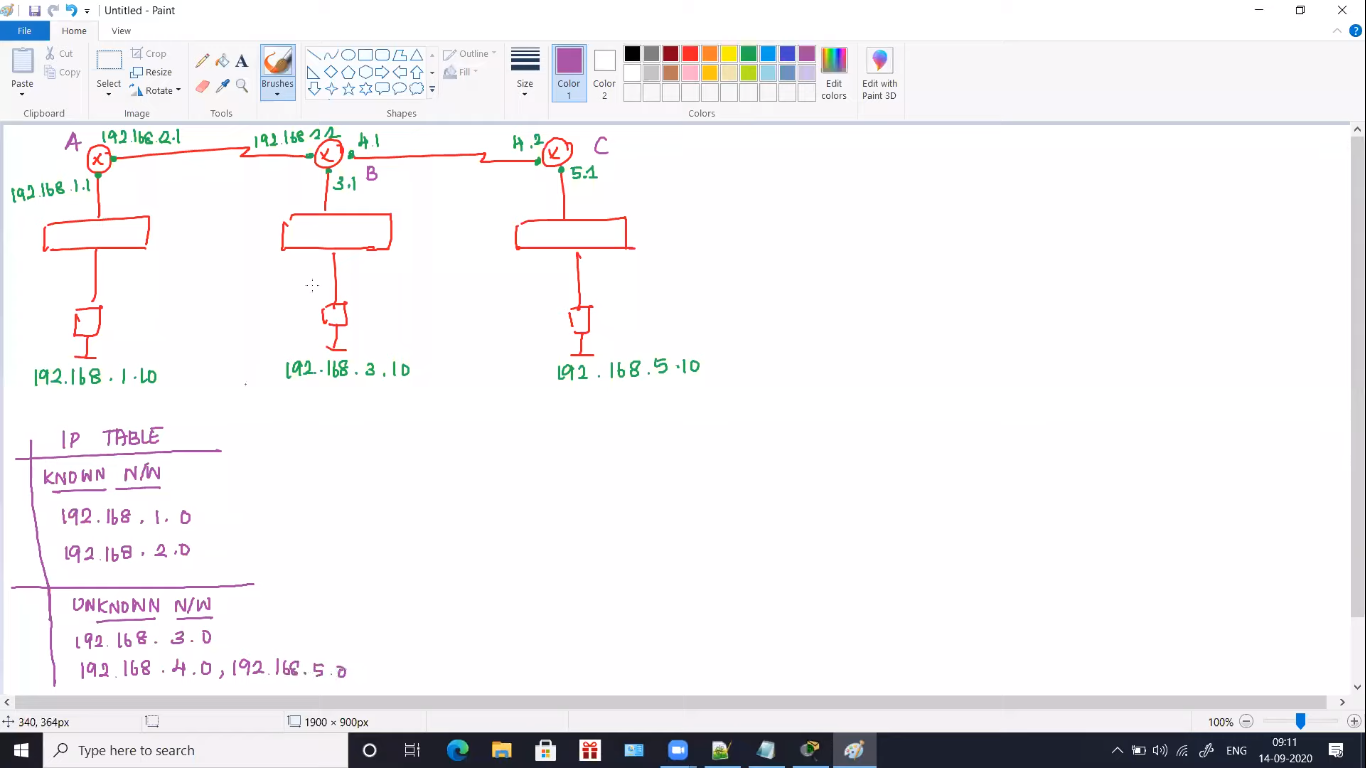 Untitled - Paint
File Home View
Paste
Cut
Copy
Clipboard
Select
Crop
Resize
Rotate
Image
Tools
Brushes
Shapes
Outline
Fill
Size
Color 1
Color 2
Edit colors
Edit with Paint 3D
Colors
A 192.168.2.1 192.168.2.2 4.1 4.2 C
X X X
192.168.1.1 3.1 B 5.1
192.168.1.10 192.168.3.10 192.168.5.10
IP TABLE
KNOWN N/W
192.168.1.0
192.168.2.0
UNKNOWN N/W
192.168.3.0
192.168.4.0, 192.168.5.0
340, 364px 1900 × 900px 100%
Type here to search
ENG
09:11
14-09-2020